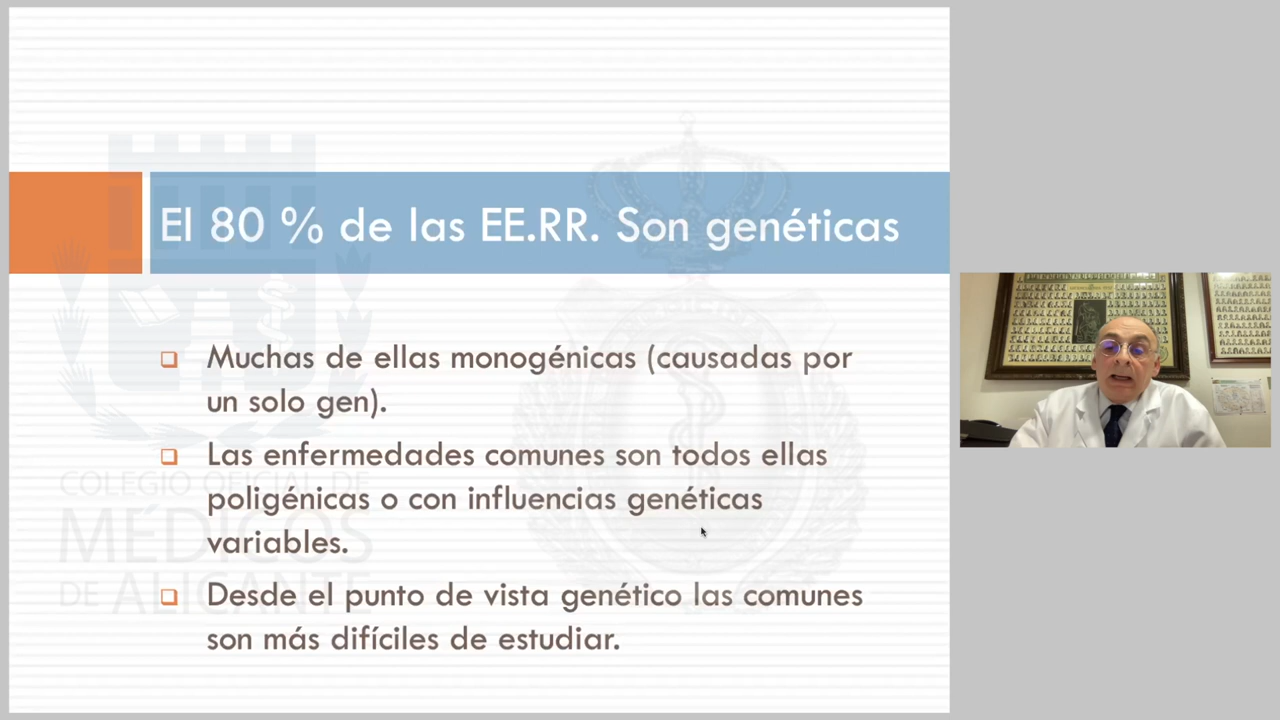 El 80 % de las EE.RR. Son genéticas
Muchas de ellas monogénicas (causadas por
un solo gen).
Las enfermedades comunes son todos ellas
poligénicas o con influencias genéticas
variables.
Desde el punto de vista genético las comunes
son más difíciles de estudiar.
COLEGIO OFICIAL DE
MÉDICOS
DE ALICANTE